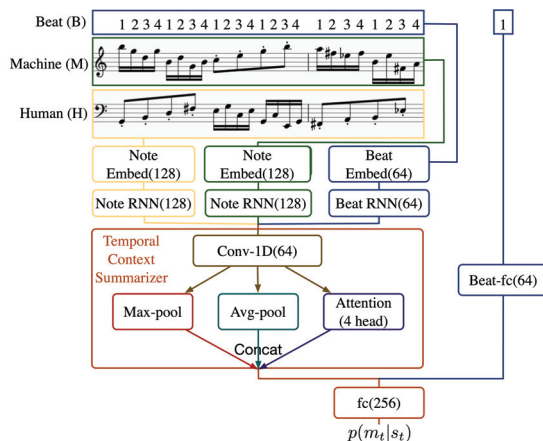 Beat (B) 1 2 3 4 1 2 3 4 1 2 3 4 1 2 3 4 1 2 3 4 1 2 3 4 1
Machine (M)
Human (H)
Note Embed(128)
Note Embed(128)
Beat Embed(64)
Note RNN(128) Note RNN(128) Beat RNN(64)
Temporal Context Summarizer
Conv-1D(64)
Beat-fc(64)
Max-pool Avg-pool Attention (4 head)
Concat
fc(256)
p(m_t|s_t)